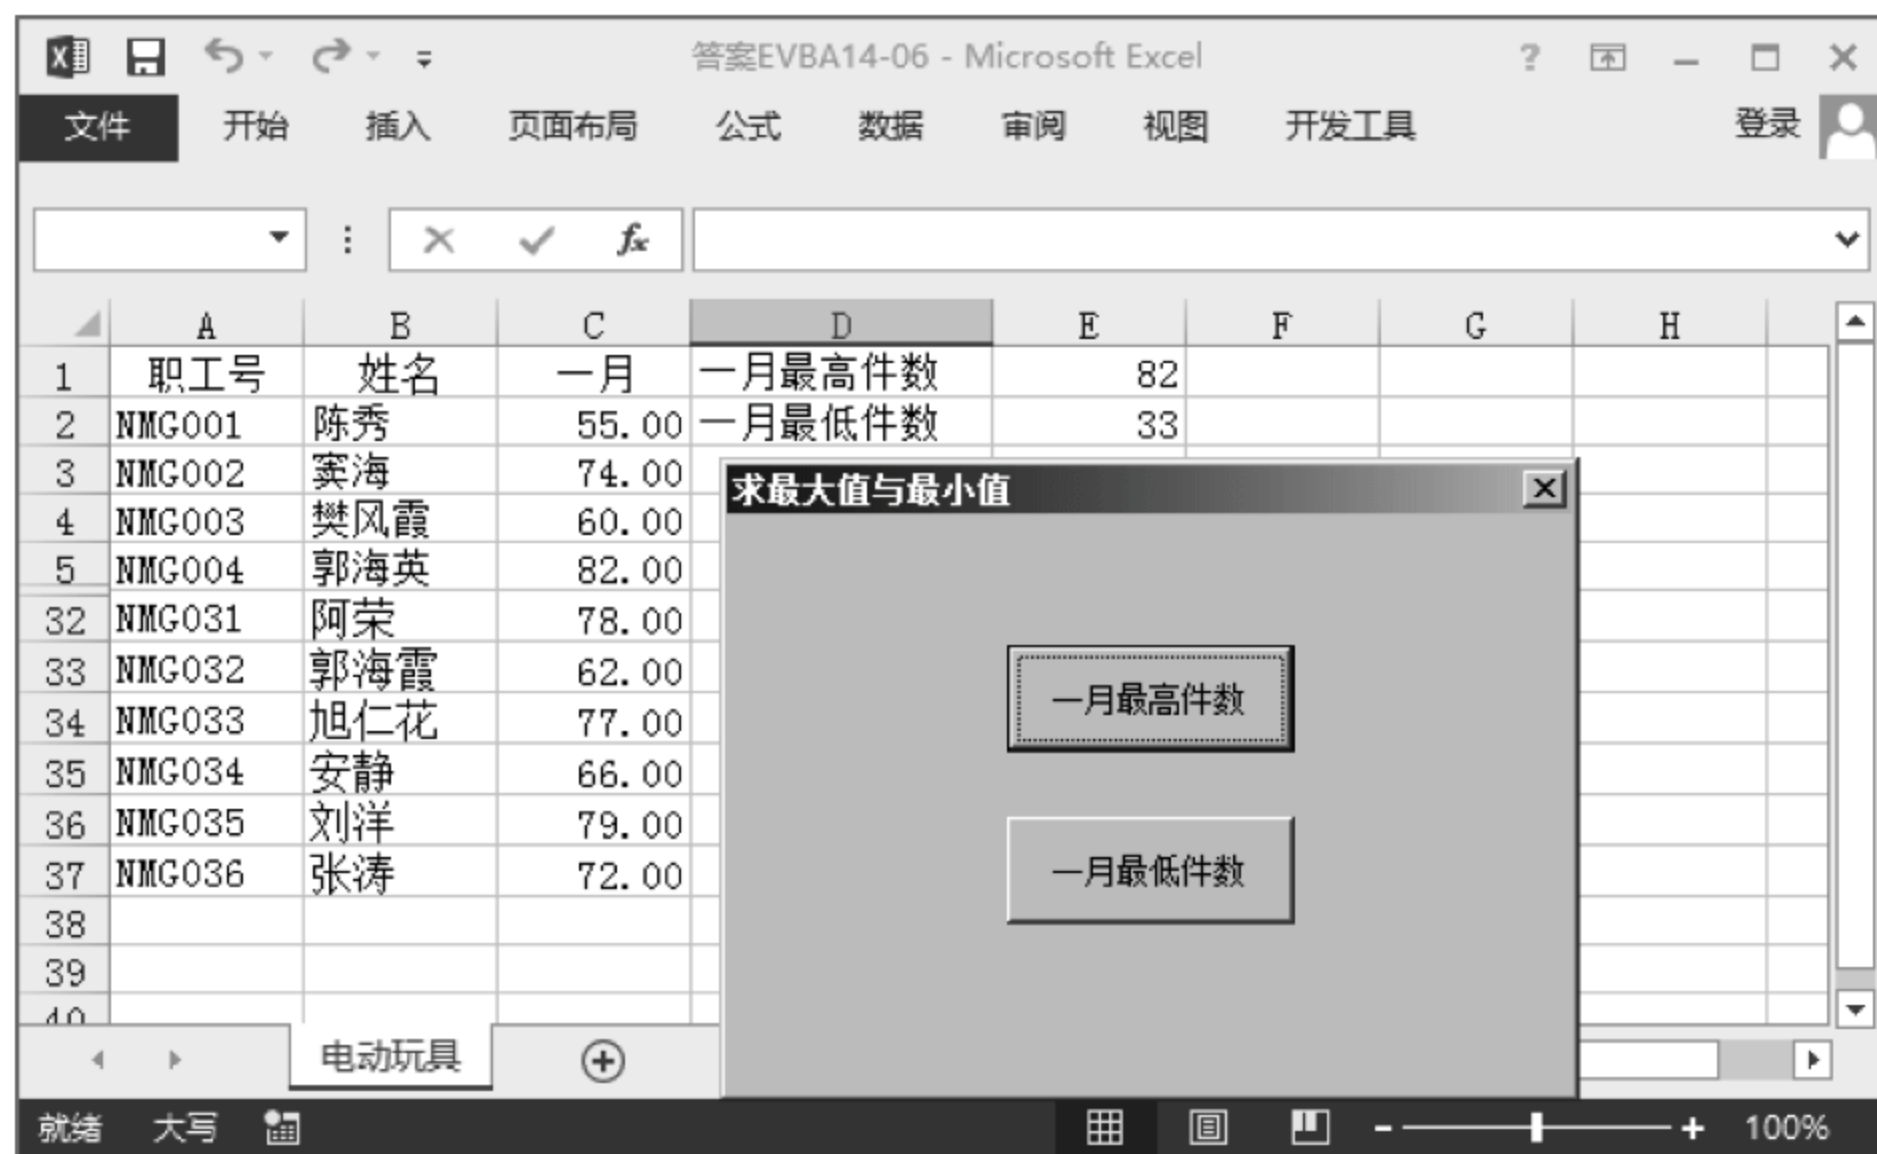 答案EVBA14-06 - Microsoft Excel
文件 开始 插入 页面布局 公式 数据 审阅 视图 开发工具 登录
fx
A B C D E F G H
1 职工号 姓名 一月 一月最高件数 82
2 NMG001 陈秀 55.00 一月最低件数 33
3 NMG002 窦海 74.00
求最大值与最小值
4 NMG003 樊风霞 60.00
5 NMG004 郭海英 82.00
32 NMG031 阿荣 78.00
33 NMG032 郭海霞 62.00
一月最高件数
34 NMG033 旭仁花 77.00
35 NMG034 安静 66.00
36 NMG035 刘洋 79.00
37 NMG036 张涛 72.00
一月最低件数
38
39
40
电动玩具
就绪 大写 100%